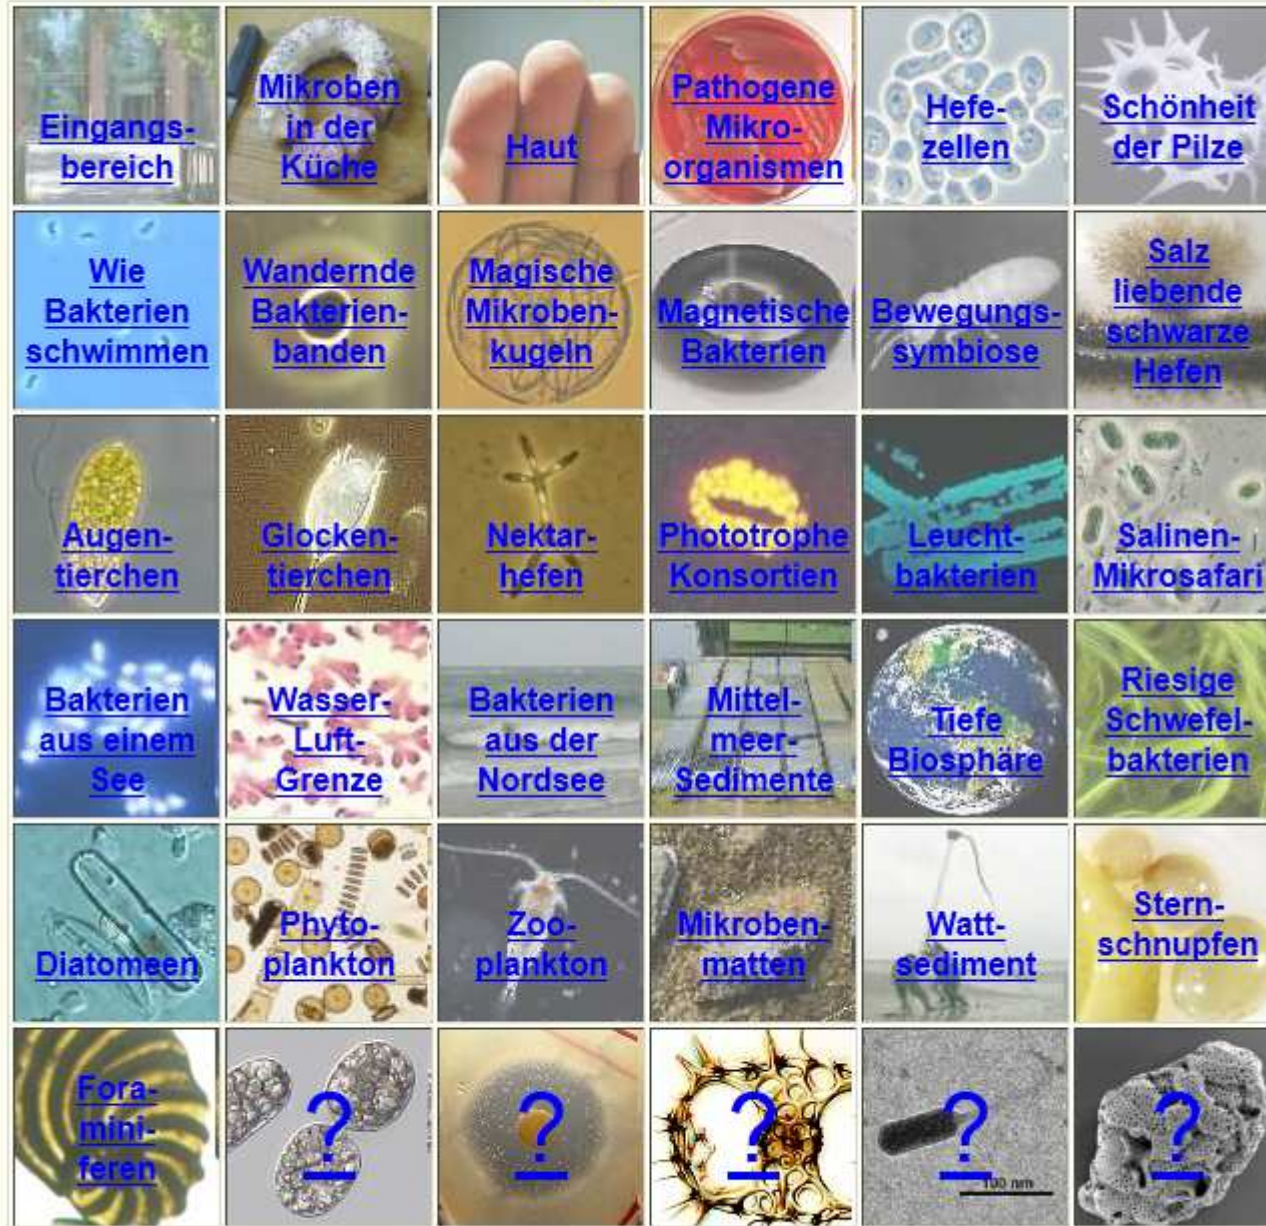 Eingangs-
bereich
Mikroben
in der
Küche
Haut
Pathogene
Mikro-
organismen
Hefe-
zellen
Schönheit
der Pilze
Wie
Bakterien
schwimmen
Wandernde
Bakterien-
banden
Magische
Mikroben-
kugeln
Magnetische
Bakterien
Bewegungs-
symbiose
Salz
liebende
schwarze
Hefen
Augen-
tierchen
Glocken-
tierchen
Nektar-
hefen
Phototrophe
Konsortien
Leucht-
bakterien
Salinen-
Mikrosafari
Bakterien
aus einem
See
Wasser-
Luft-
Grenze
Bakterien
aus der
Nordsee
Mittel-
meer-
Sedimente
Tiefe
Biosphäre
Riesige
Schwefel-
bakterien
Diatomeen
Phyto-
plankton
Zoo-
plankton
Mikroben-
matten
Watt-
sediment
Stern-
schnupfen
Fora-
mini-
feren
?
?
?
?
100 nm
?